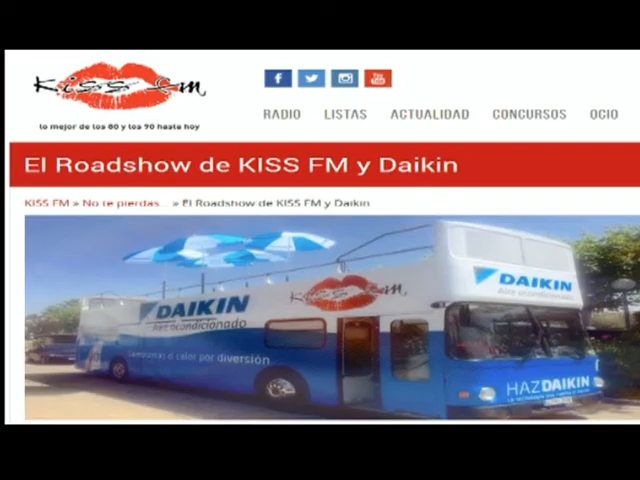 Kiss fm
lo mejor de los 80 y los 90 hasta hoy
RADIO LISTAS ACTUALIDAD CONCURSOS OCIO
El Roadshow de KISS FM y Daikin
KISS FM » No te pierdas... » El Roadshow de KISS FM y Daikin
DAIKIN
Aire acondicionado
Kiss fm
DAIKIN
Aire acondicionado
el calor por diversión
HAZDAIKIN